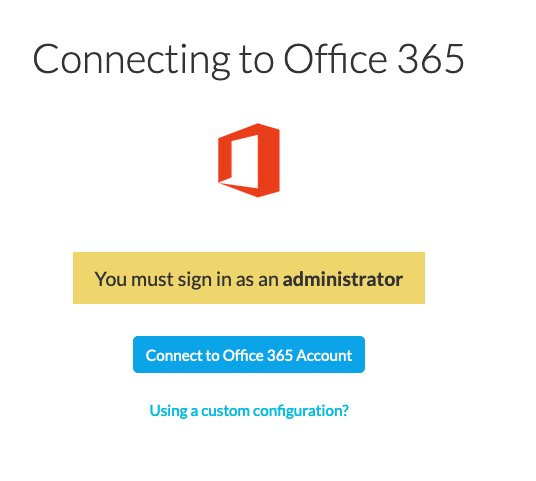 Connecting to Office 365
You must sign in as an administrator
Connect to Office 365 Account
Using a custom configuration?